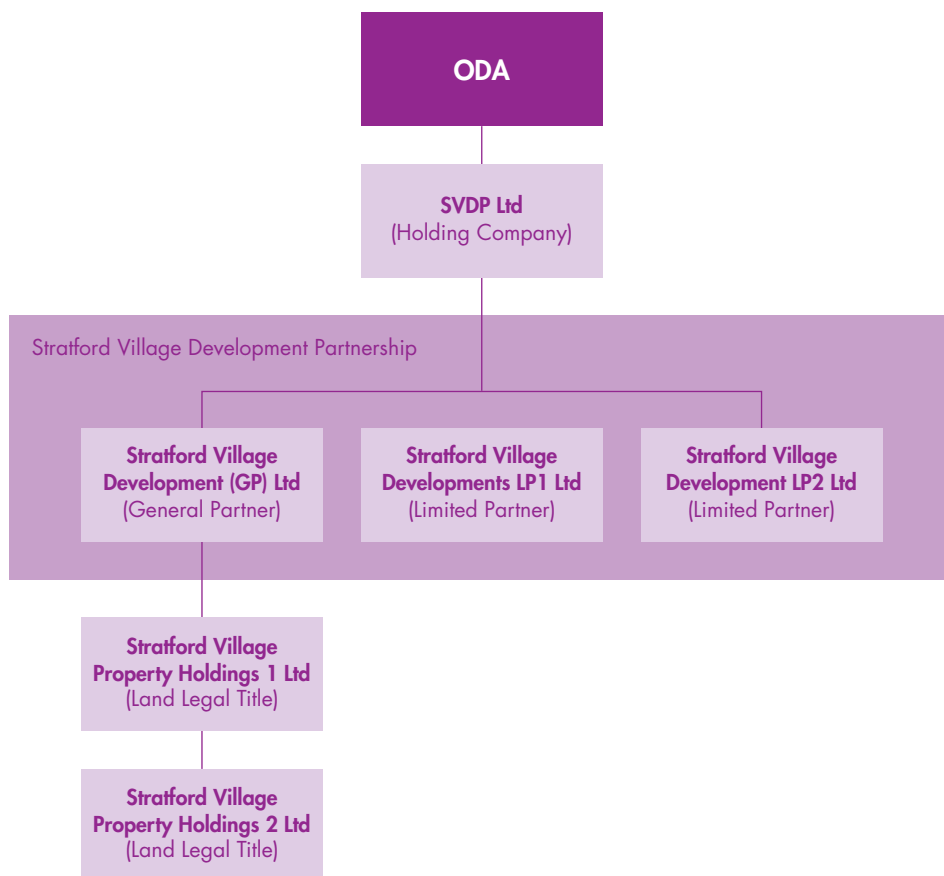 ODA
SVDP Ltd
(Holding Company)
Stratford Village Development Partnership
Stratford Village
Development (GP) Ltd
(General Partner)
Stratford Village
Developments LP1 Ltd
(Limited Partner)
Stratford Village
Development LP2 Ltd
(Limited Partner)
Stratford Village
Property Holdings 1 Ltd
(Land Legal Title)
Stratford Village
Property Holdings 2 Ltd
(Land Legal Title)